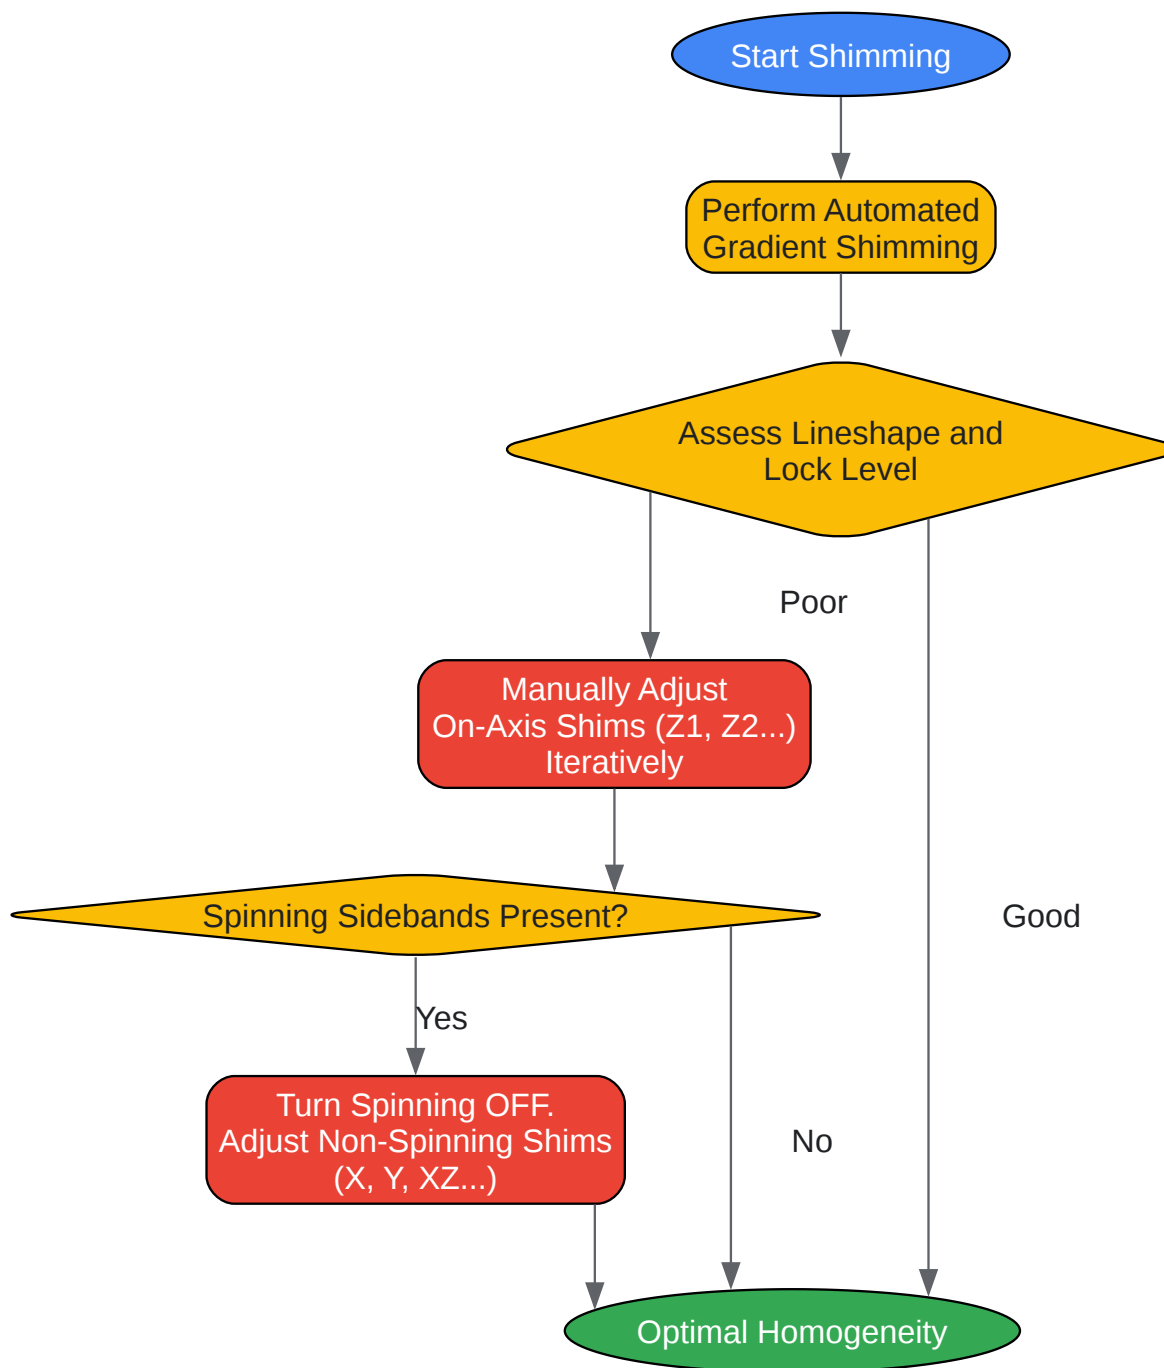 Start Shimming
Perform Automated
Gradient Shimming
Assess Lineshape and
Lock Level
Poor
Manually Adjust
On-Axis Shims (Z1, Z2...)
Iteratively
Spinning Sidebands Present?
Good
Yes
Turn Spinning OFF.
Adjust Non-Spinning Shims
(X, Y, XZ...)
No
Optimal Homogeneity